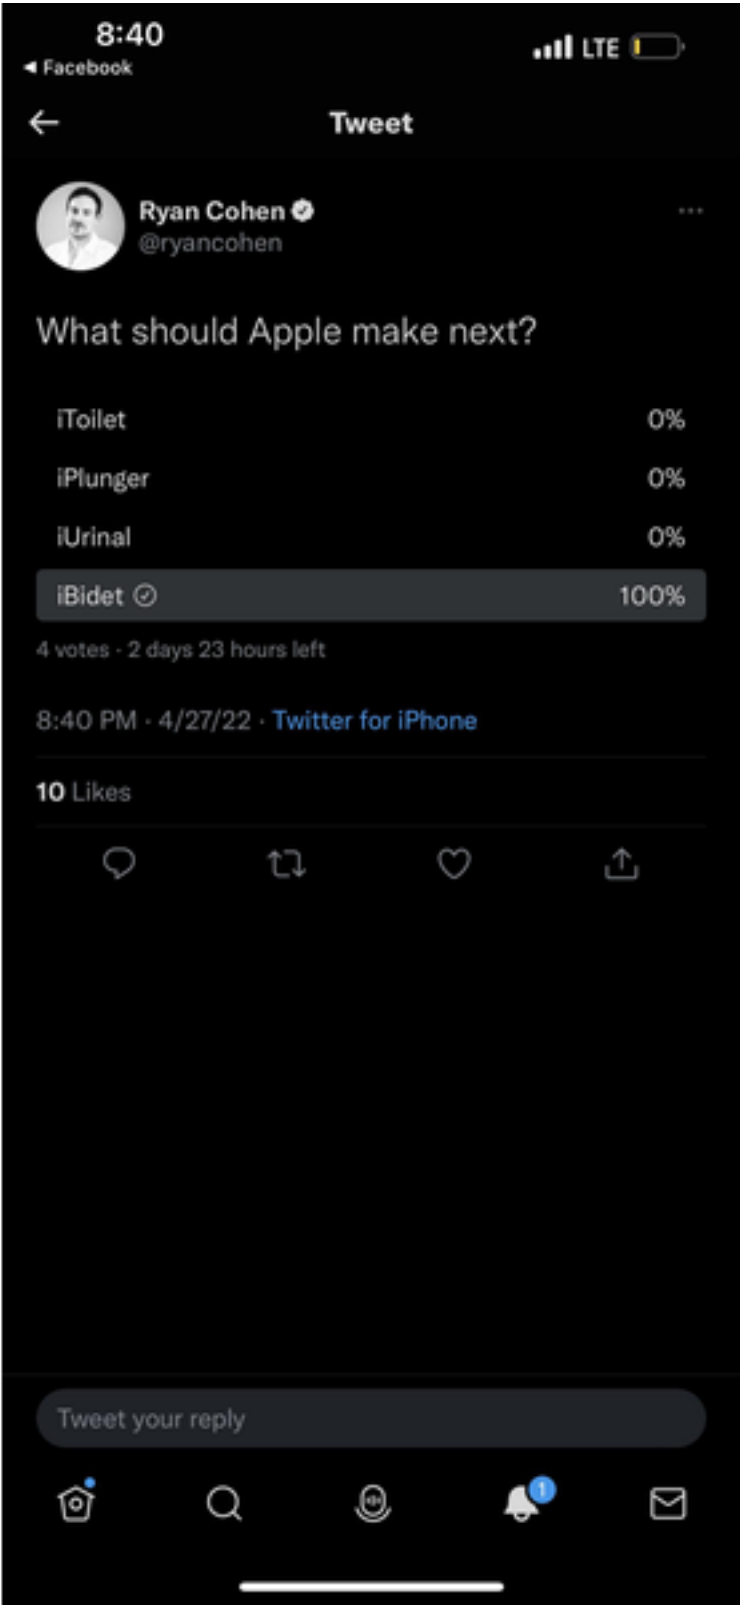 8:40
LTE
◄ Facebook
Tweet
Ryan Cohen
@ryancohen
What should Apple make next?
iToilet 0%
iPlunger 0%
iUrinal 0%
iBidet 100%
4 votes · 2 days 23 hours left
8:40 PM · 4/27/22 · Twitter for iPhone
10 Likes
Tweet your reply
1